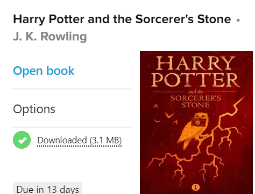 Harry Potter and the Sorcerer's Stone •
J. K. Rowling
Open book
Options
Downloaded (3.1 MB)
Due in 13 days
HARRY
POTTER
and the
SORCERER'S
STONE
1